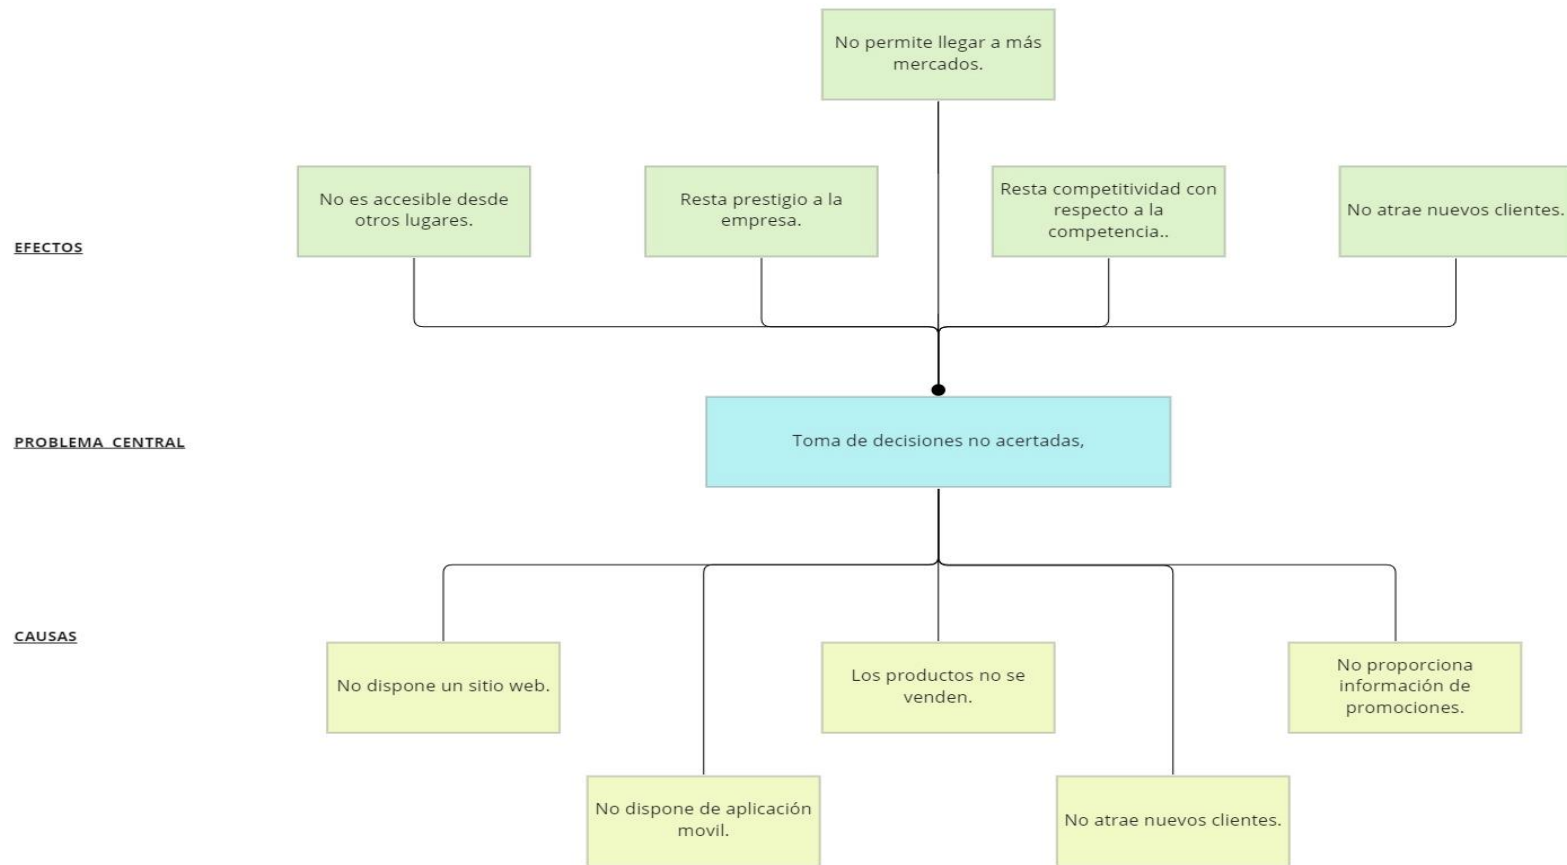 No permite llegar a más
mercados.
No es accesible desde
otros lugares.
Resta prestigio a la
empresa.
Resta competitividad con
respecto a la
competencia..
No atrae nuevos clientes.
EFECTOS
PROBLEMA CENTRAL
Toma de decisiones no acertadas,
CAUSAS
No dispone un sitio web.
Los productos no se
venden.
No proporciona
información de
promociones.
No dispone de aplicación
movil.
No atrae nuevos clientes.